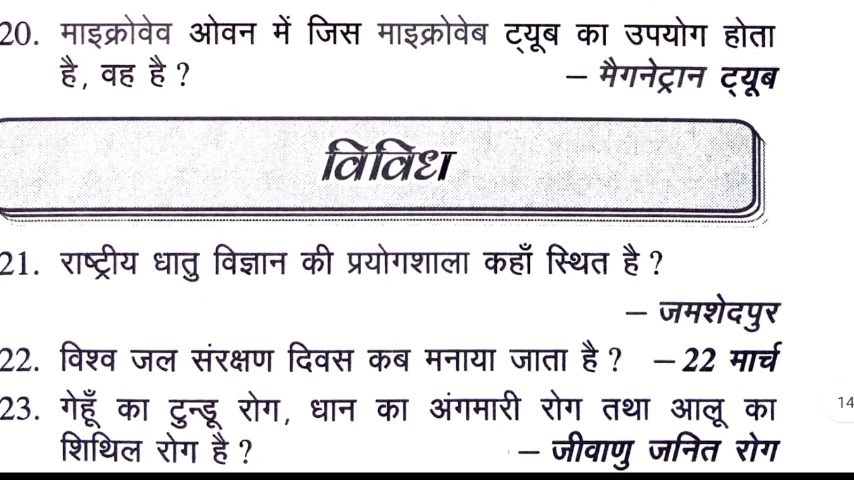 20. माइक्रोवेव ओवन में जिस माइक्रोवेब ट्यूब का उपयोग होता
है, वह है ? – मैगनेट्रान ट्यूब
विविध
21. राष्ट्रीय धातु विज्ञान की प्रयोगशाला कहाँ स्थित है ?
– जमशेदपुर
22. विश्व जल संरक्षण दिवस कब मनाया जाता है ? – 22 मार्च
23. गेहूँ का टुन्डू रोग, धान का अंगमारी रोग तथा आलू का
14
शिथिल रोग है ? – जीवाणु जनित रोग